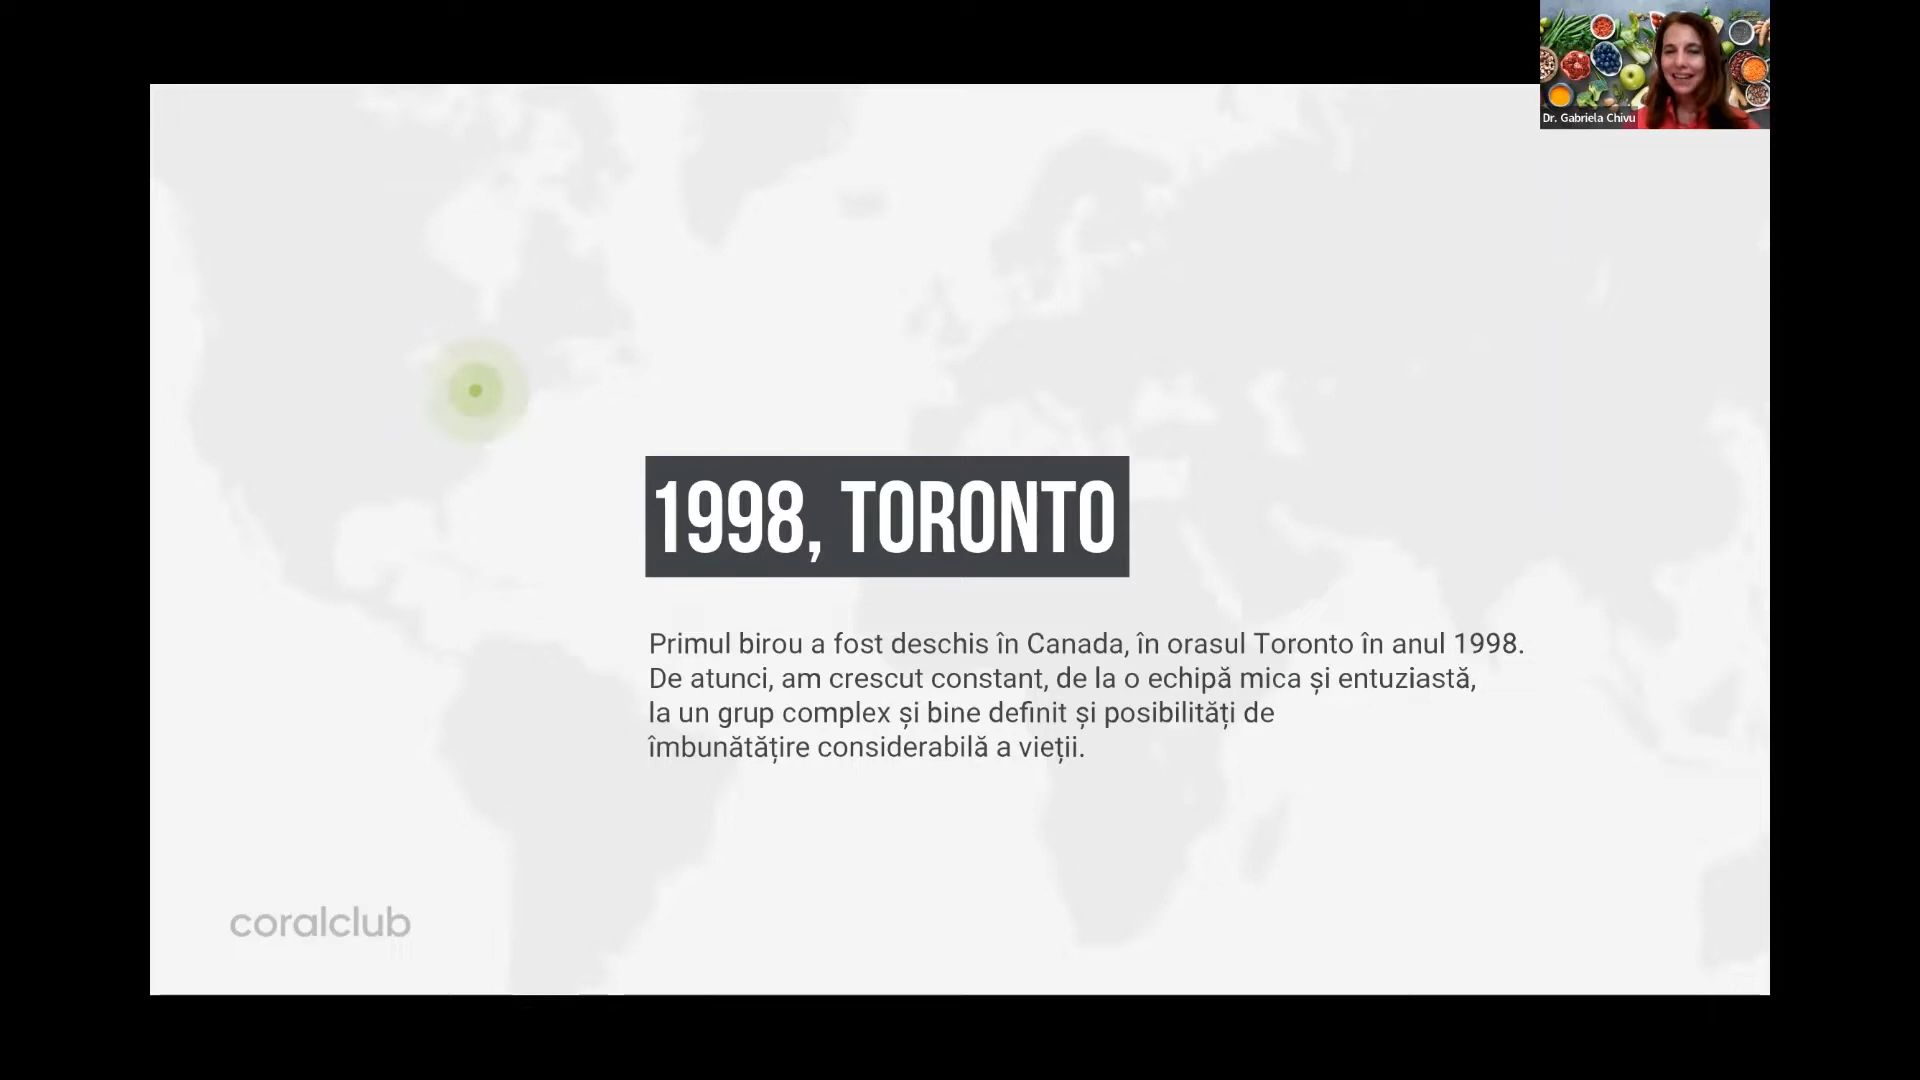 Dr. Gabriela Chivu
1998, TORONTO
Primul birou a fost deschis în Canada, în orasul Toronto în anul 1998.
De atunci, am crescut constant, de la o echipă mica și entuziastă,
la un grup complex și bine definit și posibilități de
îmbunătățire considerabilă a vieții.
coralclub